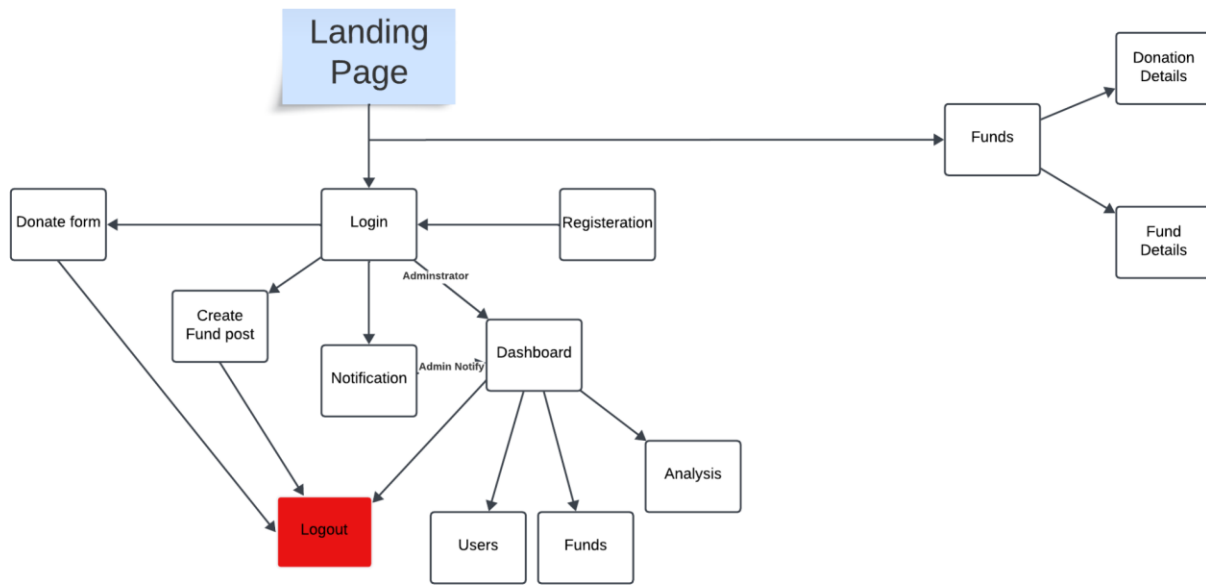 Landing
Page
Donation
Details
Funds
Donate form
Login
Registeration
Fund
Details
Adminstrator
Create
Fund post
Notification
Admin Notify
Dashboard
Analysis
Logout
Users
Funds